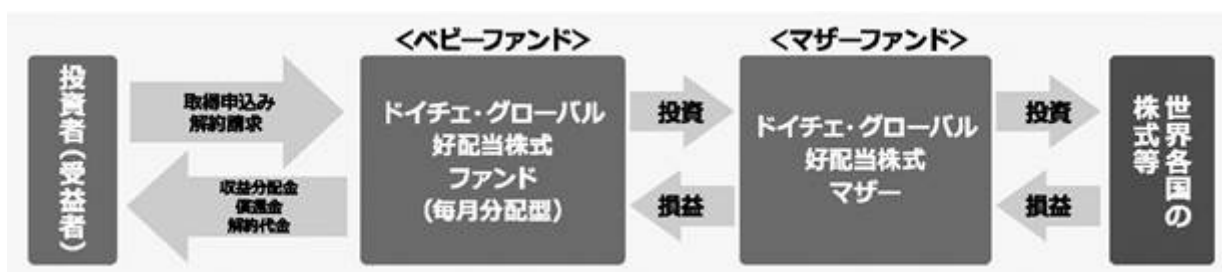 <ベビーファンド>
<マザーファンド>
投資者(受益者)
取得申込み
解約請求
収益分配金
償還金
解約代金
ドイチェ・グローバル
好配当株式
ファンド
(毎月分配型)
投資
損益
ドイチェ・グローバル
好配当株式
マザー
投資
損益
世界各国の
株式等